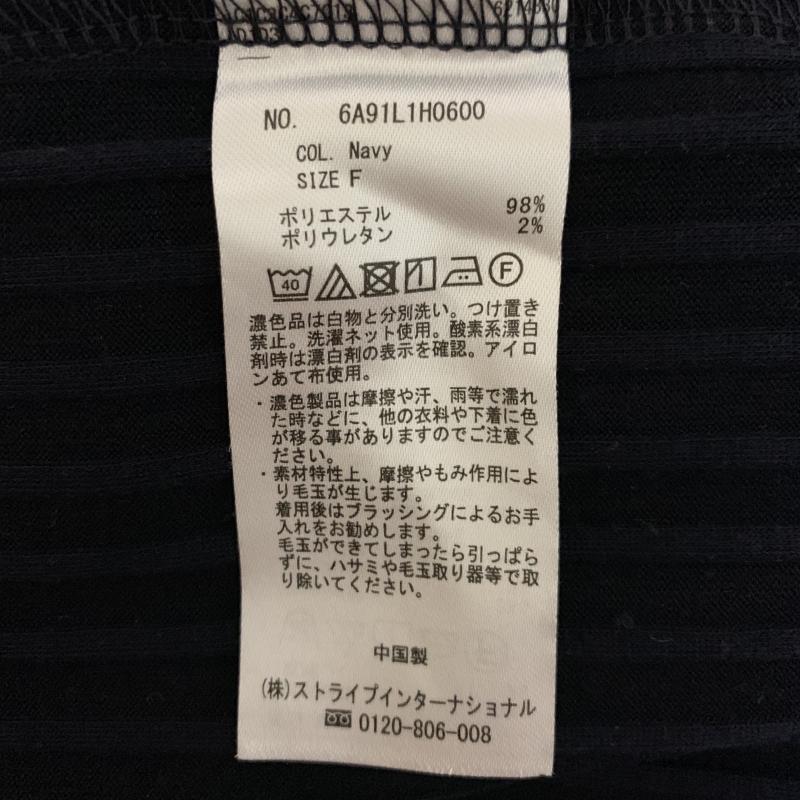 NO. 6A91L1H0600
COL. Navy
SIZE F
ポリエステル 98%
ポリウレタン 2%
40 F
濃色品は白物と分別洗い。つけ置き
禁止。洗濯ネット使用。酸素系漂白
剤時は漂白剤の表示を確認。アイロ
ンあて布使用。
・濃色製品は摩擦や汗、雨等で濡れ
た時などに、他の衣料や下着に色
が移る事がありますのでご注意く
ださい。
・素材特性上、摩擦やもみ作用によ
り毛玉が生じます。
着用後はブラッシングによるお手
入れをお勧めします。
毛玉ができてしまったら引っぱら
ずに、ハサミや毛玉取り器等で取
り除いてください。
中国製
(株)ストライプインターナショナル
0120-806-008